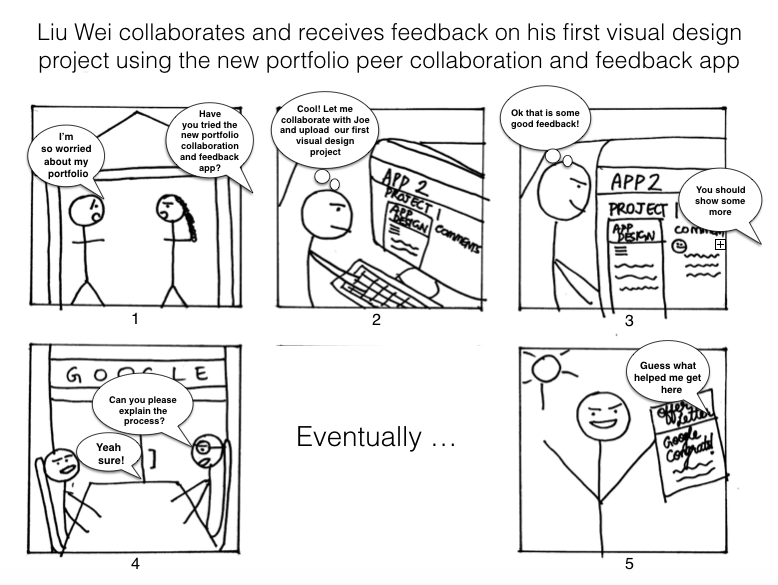 Liu Wei collaborates and receives feedback on his first visual design
project using the new portfolio peer collaboration and feedback app
I'm
so worried
about my
portfolio
Have
you tried the
new portfolio
collaboration
and feedback
app?
1
Cool! Let me
collaborate with Joe
and upload our first
visual design
project
APP 2
PROJECT 1
APP
DESIGN
COMMENTS
2
Ok that is some
good feedback!
APP 2
PROJECT 1
APP
DESIGN
You should
show some
more
3
GOOGLE
Can you please
explain the
process?
Yeah
sure!
4
Eventually …
Guess what
helped me get
here
Offer
Letter
Google
Congrats!
5